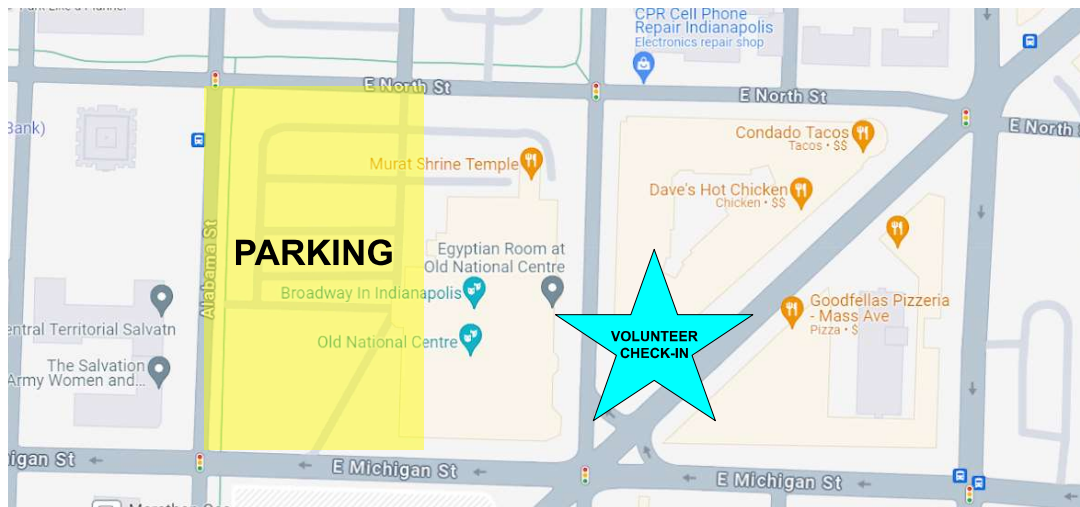 CPR Cell Phone
Repair Indianapolis
Electronics repair shop
E North St
E North St
E North
Bank)
Condado Tacos
Tacos • $$
Murat Shrine Temple
Dave's Hot Chicken
Chicken • $$
Alabama St
PARKING
Egyptian Room at
Old National Centre
Broadway In Indianapolis
Goodfellas Pizzeria
- Mass Ave
Pizza • $
entral Territorial Salvatn
Old National Centre
VOLUNTEER
CHECK-IN
The Salvation
Army Women and...
igan St
E Michigan St
E Michigan St